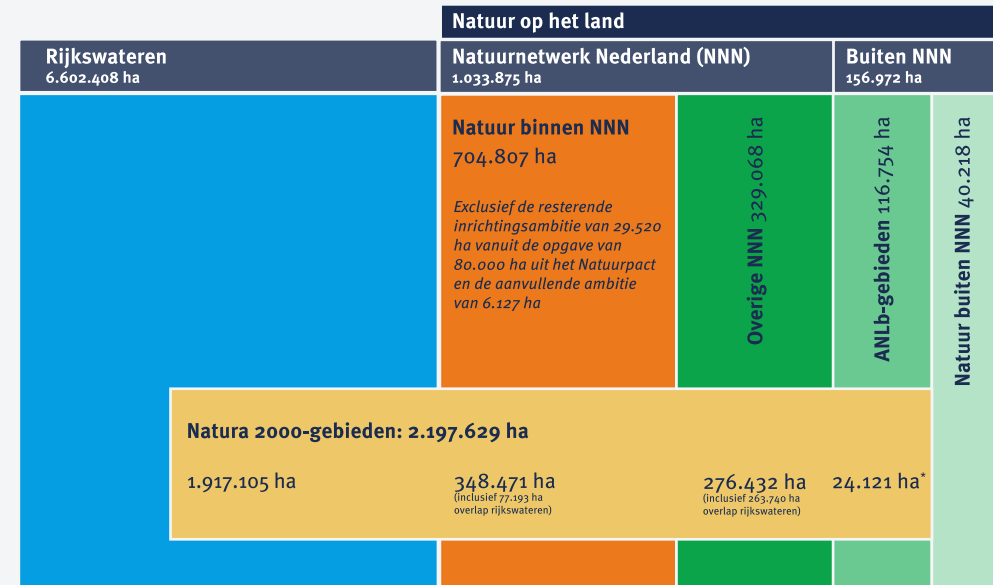 Natuur op het land
Rijkswateren
6.602.408 ha
Natuurnetwerk Nederland (NNN)
1.033.875 ha
Buiten NNN
156.972 ha
Natuur binnen NNN
704.807 ha
Exclusief de resterende
inrichtingsambitie van 29.520
ha vanuit de opgave van
80.000 ha uit het Natuurpact
en de aanvullende ambitie
van 6.127 ha
Overige NNN 329.068 ha
ANLb-gebieden 116.754 ha
Natuur buiten NNN 40.218 ha
Natura 2000-gebieden: 2.197.629 ha
1.917.105 ha
348.471 ha
(inclusief 77.193 ha
overlap rijkswateren)
276.432 ha
(inclusief 263.740 ha
overlap rijkswateren)
24.121 ha*